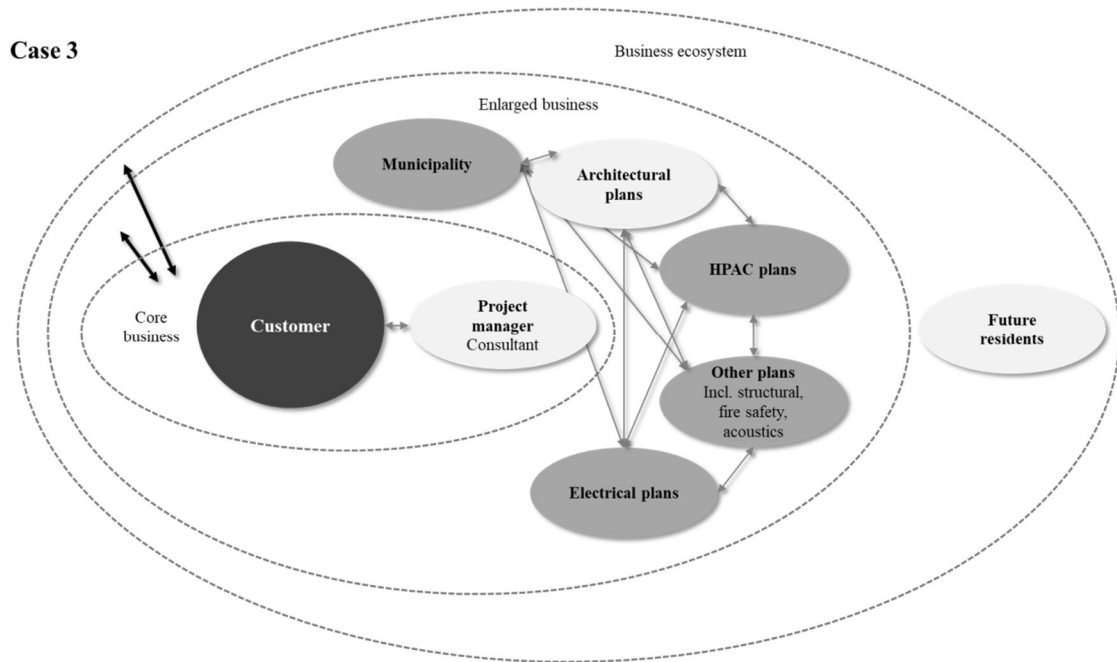 Case 3
Business ecosystem
Enlarged business
Municipality
Architectural
plans
HPAC plans
Core
business
Customer
Project
manager
Consultant
Future
residents
Other plans
Incl. structural,
fire safety,
acoustics
Electrical plans